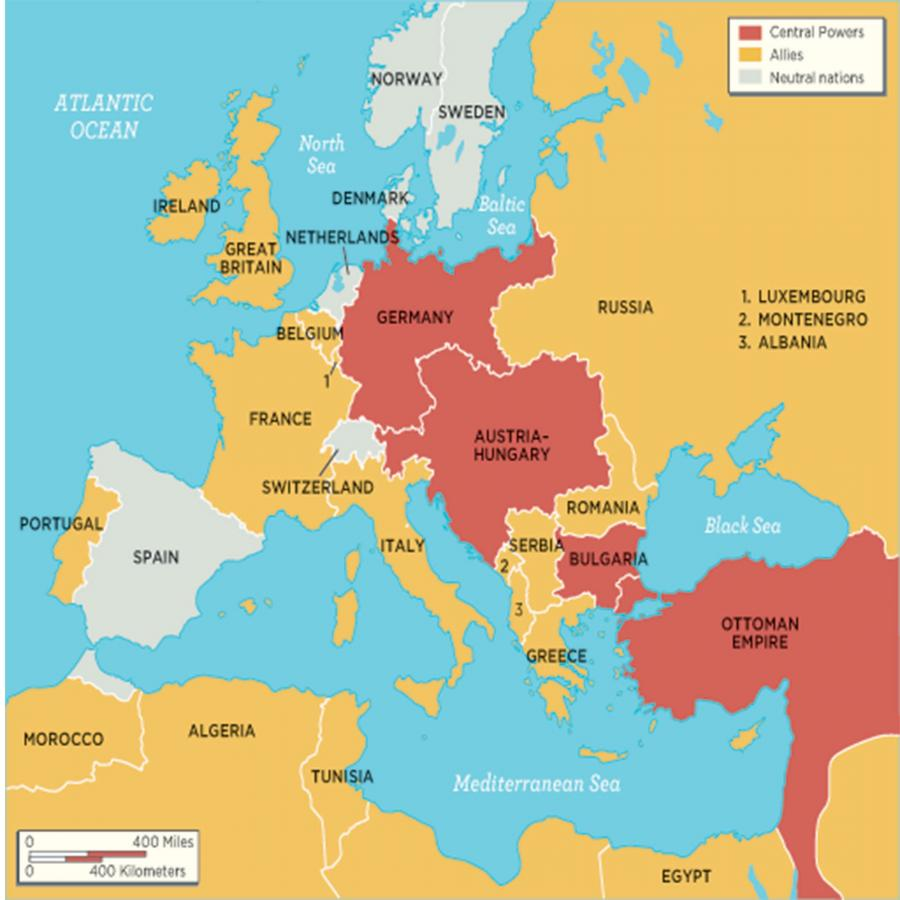 Central Powers
Allies
Neutral nations
NORWAY
SWEDEN
ATLANTIC
OCEAN
North
Sea
DENMARK
IRELAND
Baltic
Sea
NETHERLANDS
GREAT
BRITAIN
1. LUXEMBOURG
2. MONTENEGRO
3. ALBANIA
RUSSIA
GERMANY
BELGIUM
1
FRANCE
AUSTRIA-
HUNGARY
SWITZERLAND
ROMANIA
PORTUGAL
Black Sea
ITALY
SERBIA
SPAIN
BULGARIA
2
3
OTTOMAN
EMPIRE
GREECE
MOROCCO
ALGERIA
TUNISIA
Mediterranean Sea
0 400 Miles
0 400 Kilometers
EGYPT